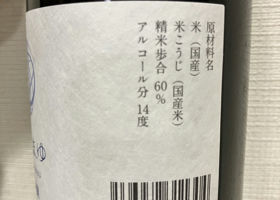 原材料名
米(国産)
米こうじ(国産米)
精米歩合 60%
アルコール分 14度
ゆ